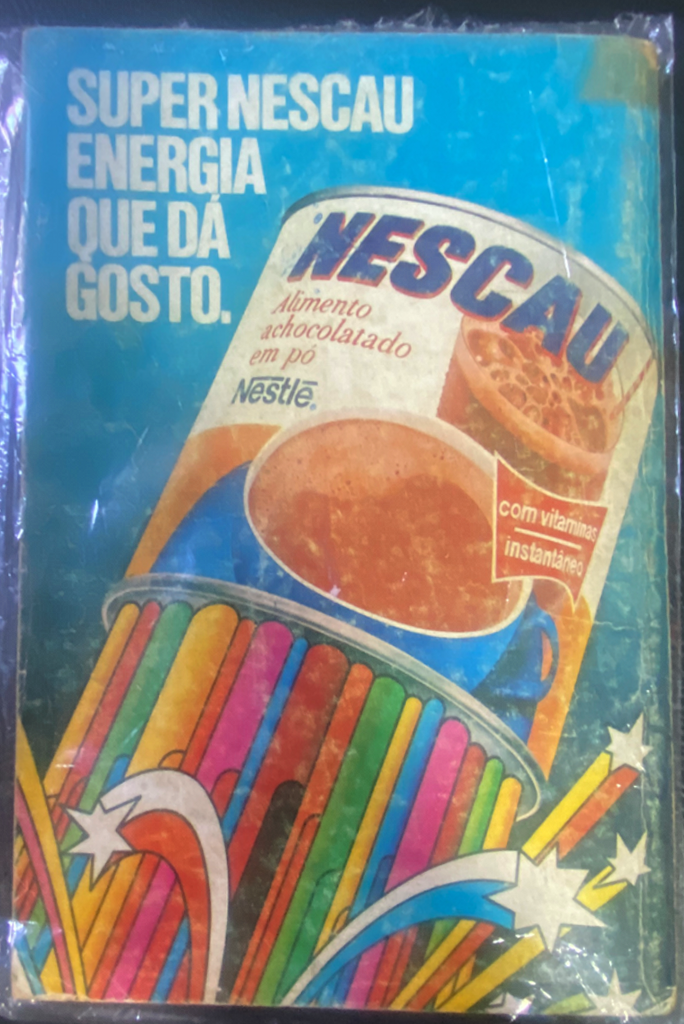 SUPER NESCAU
ENERGIA
QUE DÁ
GOSTO.
NESCAU
Alimento
achocolatado
em pó
Nestlé
com vitaminas
instantâneo